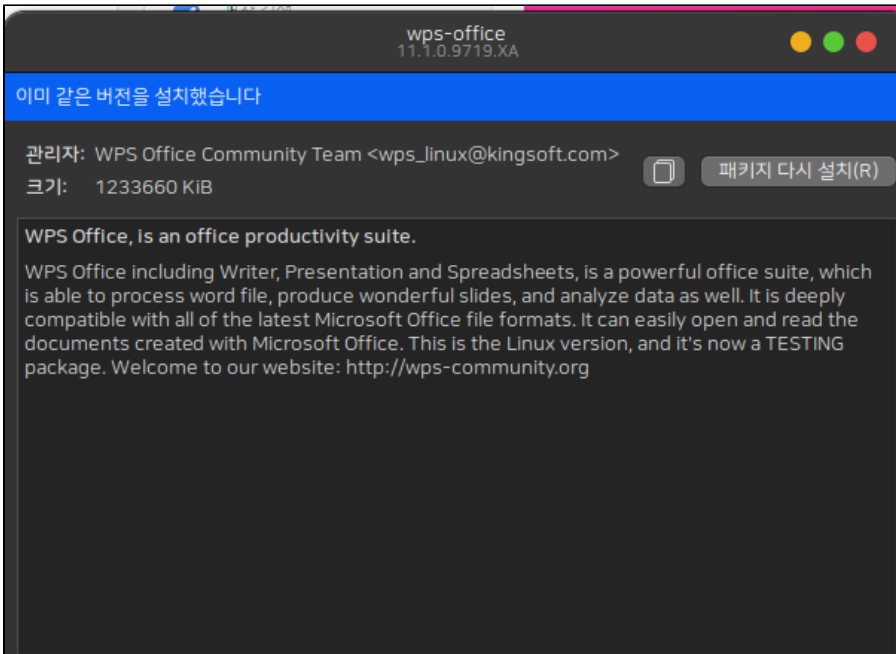 wps-office
11.1.0.9719.XA
이미 같은 버전을 설치했습니다
관리자: WPS Office Community Team <wps_linux@kingsoft.com>
크기: 1233660 KiB
패키지 다시 설치(R)
WPS Office, is an office productivity suite.
WPS Office including Writer, Presentation and Spreadsheets, is a powerful office suite, which
is able to process word file, produce wonderful slides, and analyze data as well. It is deeply
compatible with all of the latest Microsoft Office file formats. It can easily open and read the
documents created with Microsoft Office. This is the Linux version, and it's now a TESTING
package. Welcome to our website: http://wps-community.org